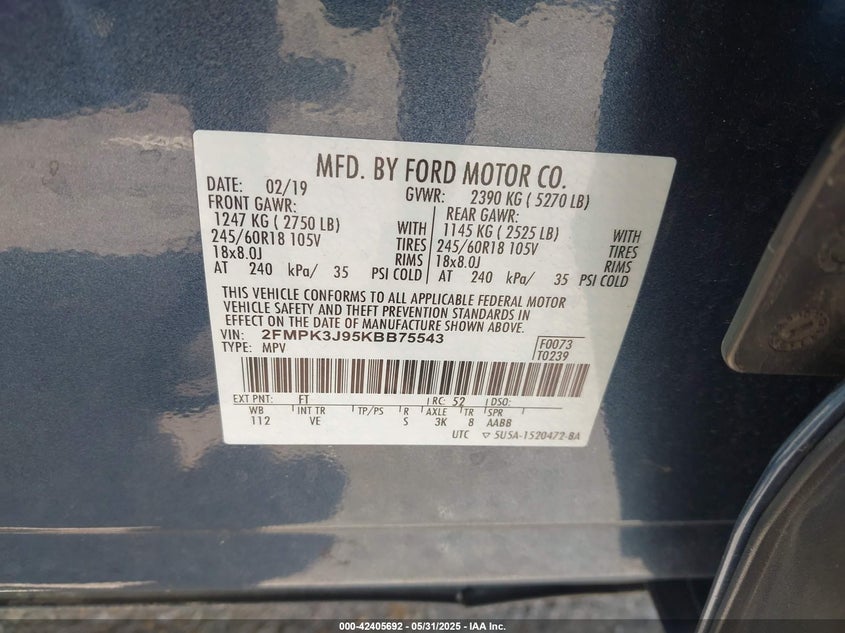 MFD. BY FORD MOTOR CO.
DATE: 02/19 GVWR: 2390 KG ( 5270 LB)
FRONT GAWR: REAR GAWR:
1247 KG ( 2750 LB) WITH 1145 KG ( 2525 LB) WITH
245/60R18 105V TIRES 245/60R18 105V TIRES
18x8.0J RIMS 18x8.0J RIMS
AT 240 kPa/ 35 PSI COLD AT 240 kPa/ 35 PSI COLD
THIS VEHICLE CONFORMS TO ALL APPLICABLE FEDERAL MOTOR
VEHICLE SAFETY AND THEFT PREVENTION STANDARDS IN
EFFECT ON THE DATE OF MANUFACTURE SHOWN ABOVE.
VIN: 2FMPK3J95KBB75543 F0073
TYPE: MPV T0239
EXT PNT: FT RC: 52 DSO:
WB INT TR TP/PS R AXLE TR SPR
112 VE S 3K 8 AABB
UTC ▽ 5U5A-1520472-BA
000-42405692 - 05/31/2025 - IAA Inc.